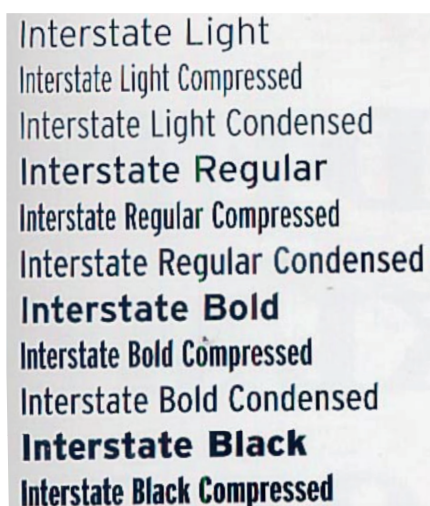 Interstate Light
Interstate Light Compressed
Interstate Light Condensed
Interstate Regular
Interstate Regular Compressed
Interstate Regular Condensed
Interstate Bold
Interstate Bold Compressed
Interstate Bold Condensed
Interstate Black
Interstate Black Compressed